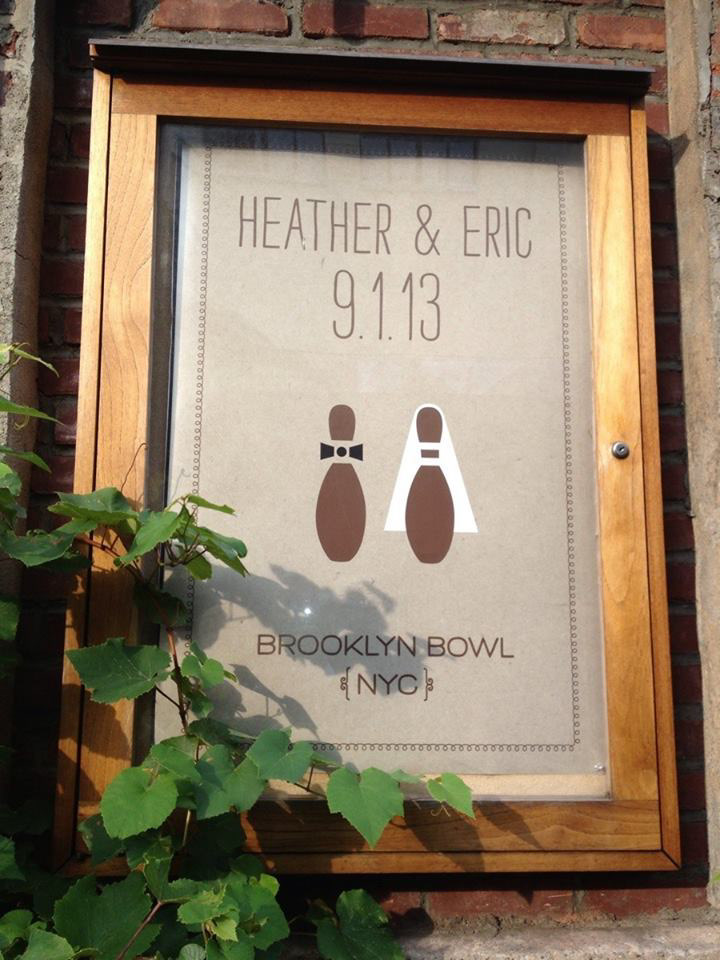 HEATHER & ERIC
9.1.13
BROOKLYN BOWL
{NYC}